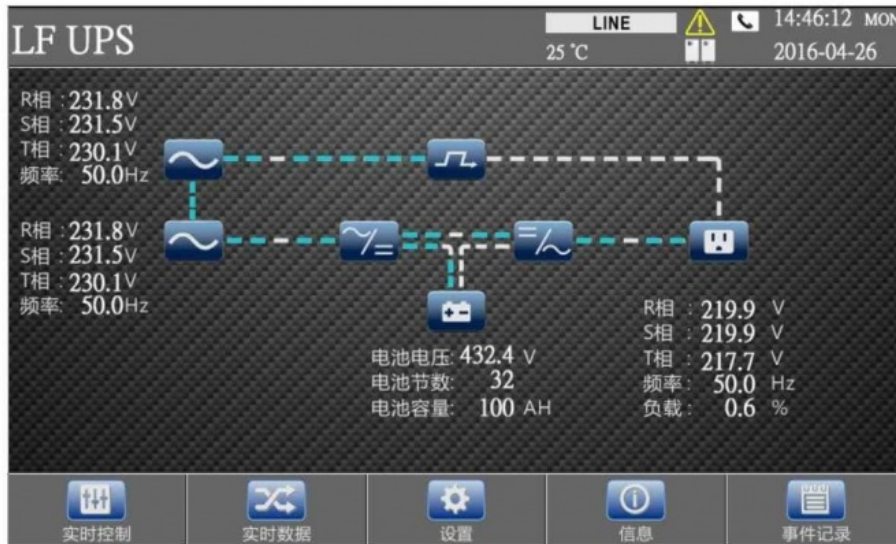 LF UPS
LINE
14:46:12 MON
25 °C
2016-04-26
R相 : 231.8V
S相 : 231.5V
T相 : 230.1V
频率: 50.0Hz
R相 : 231.8V
S相 : 231.5V
T相 : 230.1V
频率: 50.0Hz
电池电压: 432.4 V
电池节数: 32
电池容量: 100 AH
R相 : 219.9 V
S相 : 219.9 V
T相 : 217.7 V
频率 : 50.0 Hz
负载 : 0.6 %
实时控制
实时数据
设置
信息
事件记录